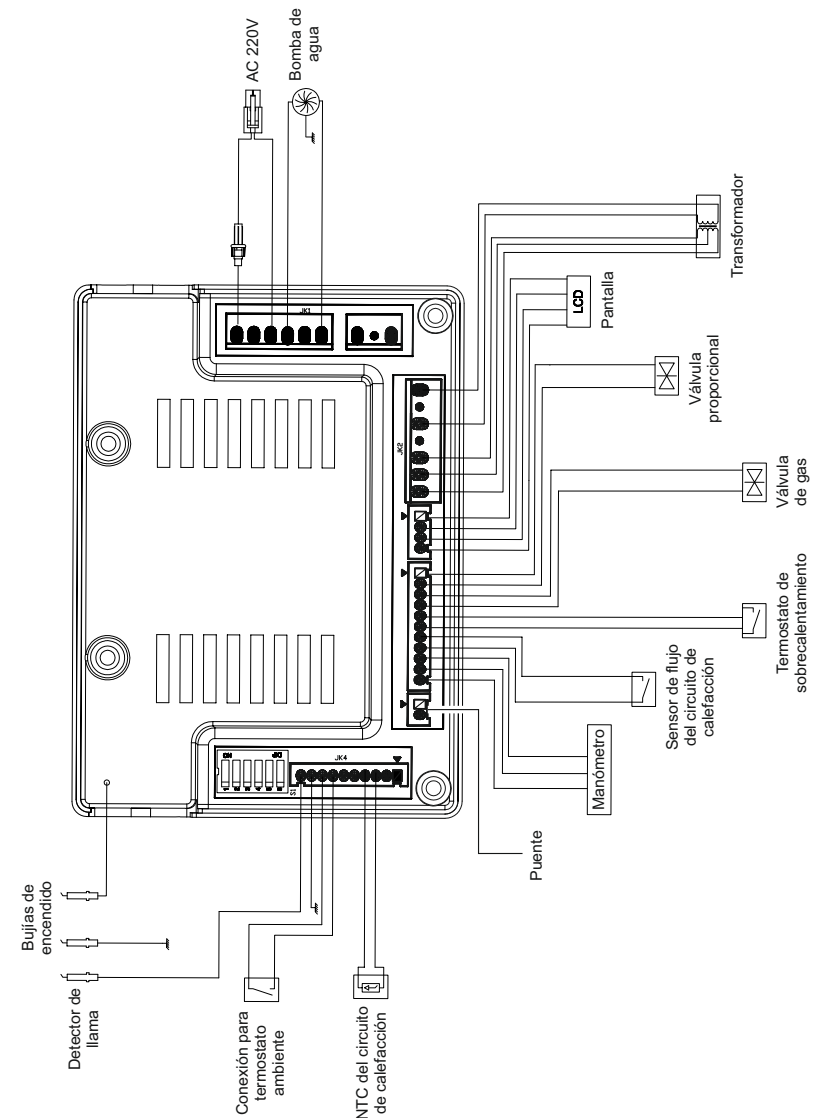 AC 220V
Bomba de
agua
JK1
Transformador
LCD
Pantalla
JK2
Válvula
proporcional
Válvula
de gas
Termostato de
sobrecalentamiento
Sensor de flujo
del circuito de
calefacción
Manómetro
Puente
JK4
S1
ON
Bujías de
encendido
Detector de
llama
Conexión para
termostato
ambiente
NTC del circuito
de calefacción